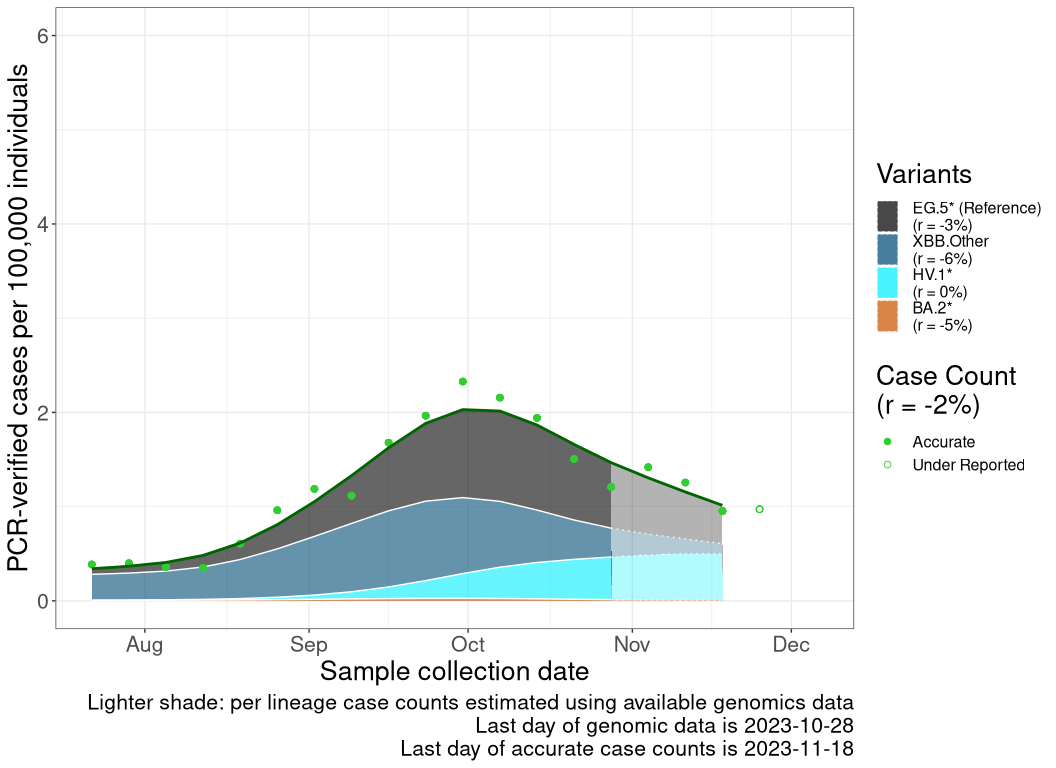 PCR-verified cases per 100,000 individuals
6
4
2
0
Aug Sep Oct Nov Dec
Sample collection date
Lighter shade: per lineage case counts estimated using available genomics data
Last day of genomic data is 2023-10-28
Last day of accurate case counts is 2023-11-18
Variants
EG.5* (Reference)
(r = -3%)
XBB.Other
(r = -6%)
HV.1*
(r = 0%)
BA.2*
(r = -5%)
Case Count
(r = -2%)
Accurate
Under Reported